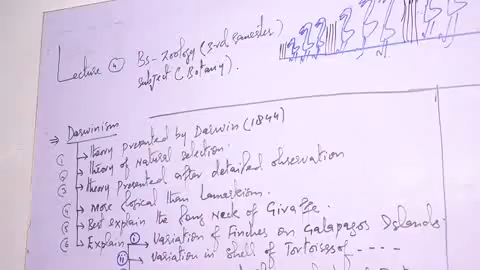 Lecture 4 Bs-Zoology (3rd Semester)
subject (Botany).
⇒ Darwinism
① → theory presented by Darwin (1844)
② → theory of Natural selection.
③ → theory presented after detailed observation
④ → More logical than Lamarckism.
⑤ → Best explain the long Neck of Giraffe.
⑥ → Explain ⓘ → Variation of Finches on Galapagos Islands.
ⓘⓘ → Variation in Shell of Tortoises of - - - -